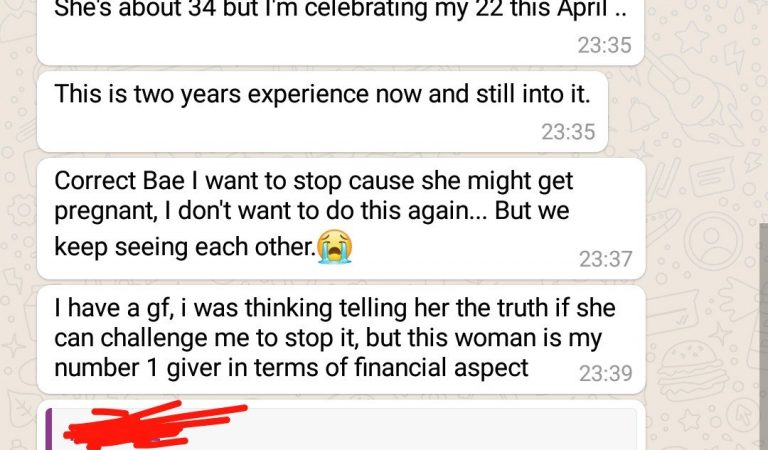 She's about 34 but I'm celebrating my 22 this April ..
23:35
This is two years experience now and still into it.
23:35
Correct Bae I want to stop cause she might get
pregnant, I don't want to do this again... But we
keep seeing each other.😭
23:37
I have a gf, i was thinking telling her the truth if she
can challenge me to stop it, but this woman is my
number 1 giver in terms of financial aspect
23:39